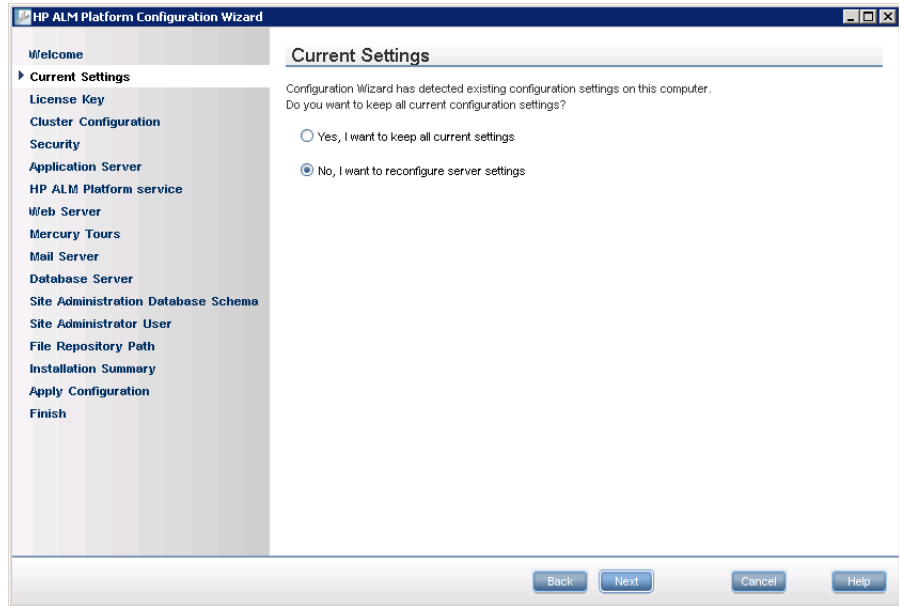 HP ALM Platform Configuration Wizard
Welcome
Current Settings
License Key
Cluster Configuration
Security
Application Server
HP ALM Platform service
Web Server
Mercury Tours
Mail Server
Database Server
Site Administration Database Schema
Site Administrator User
File Repository Path
Installation Summary
Apply Configuration
Finish
Current Settings
Configuration Wizard has detected existing configuration settings on this computer.
Do you want to keep all current configuration settings?
Yes, I want to keep all current settings
No, I want to reconfigure server settings
Back
Next
Cancel
Help